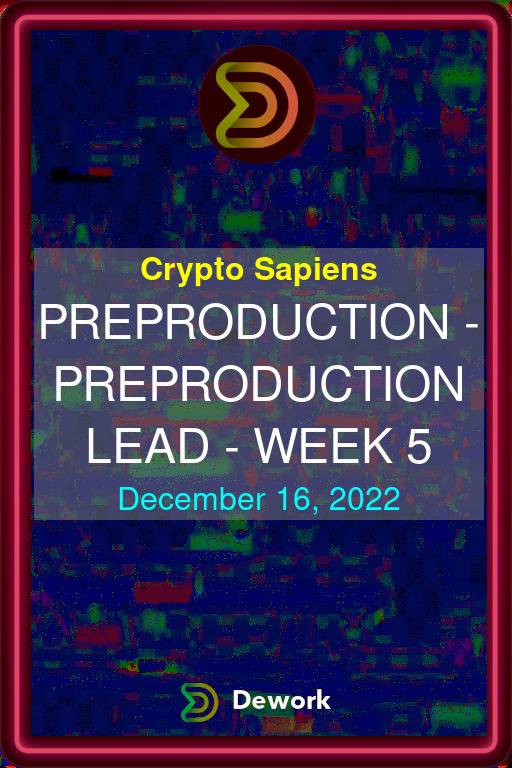 Crypto Sapiens
PREPRODUCTION -
PREPRODUCTION
LEAD - WEEK 5
December 16, 2022
Dework